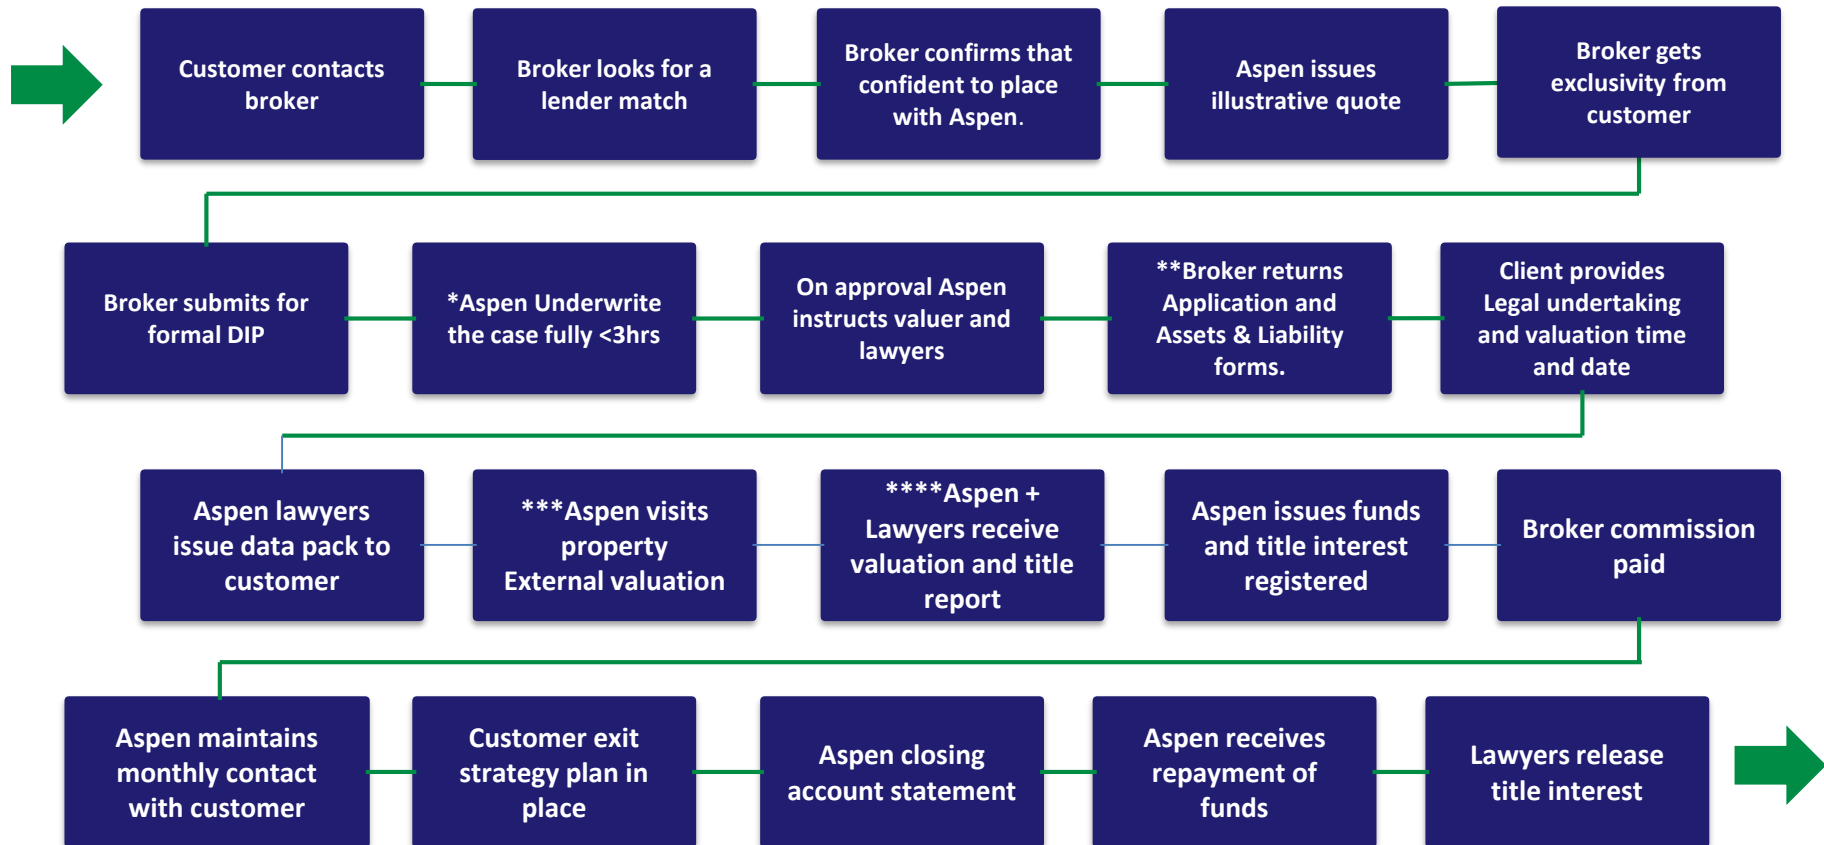 Customer contacts
broker
Broker looks for a
lender match
Broker confirms that
confident to place
with Aspen.
Aspen issues
illustrative quote
Broker gets
exclusivity from
customer
Broker submits for
formal DIP
*Aspen Underwrite
the case fully <3hrs
On approval Aspen
instructs valuer and
lawyers
**Broker returns
Application and
Assets & Liability
forms.
Client provides
Legal undertaking
and valuation time
and date
Aspen lawyers
issue data pack to
customer
***Aspen visits
property
External valuation
****Aspen +
Lawyers receive
valuation and title
report
Aspen issues funds
and title interest
registered
Broker commission
paid
Aspen maintains
monthly contact
with customer
Customer exit
strategy plan in
place
Aspen closing
account statement
Aspen receives
repayment of
funds
Lawyers release
title interest